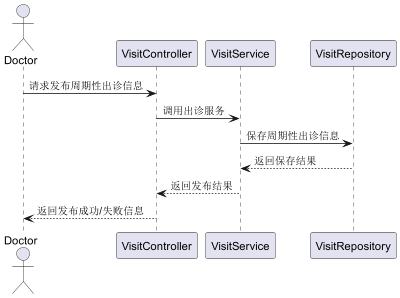 Doctor
VisitController
VisitService
VisitRepository
请求发布周期性出诊信息
调用出诊服务
保存周期性出诊信息
返回保存结果
返回发布结果
返回发布成功/失败信息
Doctor
VisitController
VisitService
VisitRepository